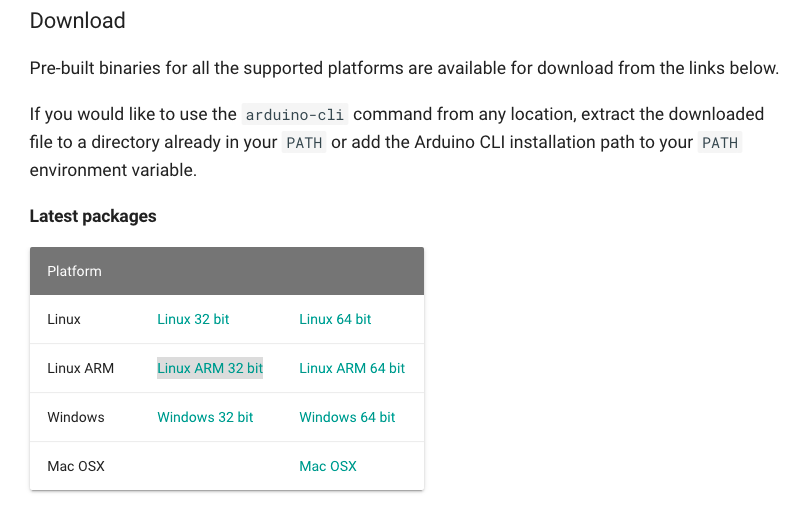 Download
Pre-built binaries for all the supported platforms are available for download from the links below.
If you would like to use the arduino-cli command from any location, extract the downloaded
file to a directory already in your PATH or add the Arduino CLI installation path to your PATH
environment variable.
Latest packages
Platform
Linux Linux 32 bit Linux 64 bit
Linux ARM Linux ARM 32 bit Linux ARM 64 bit
Windows Windows 32 bit Windows 64 bit
Mac OSX Mac OSX